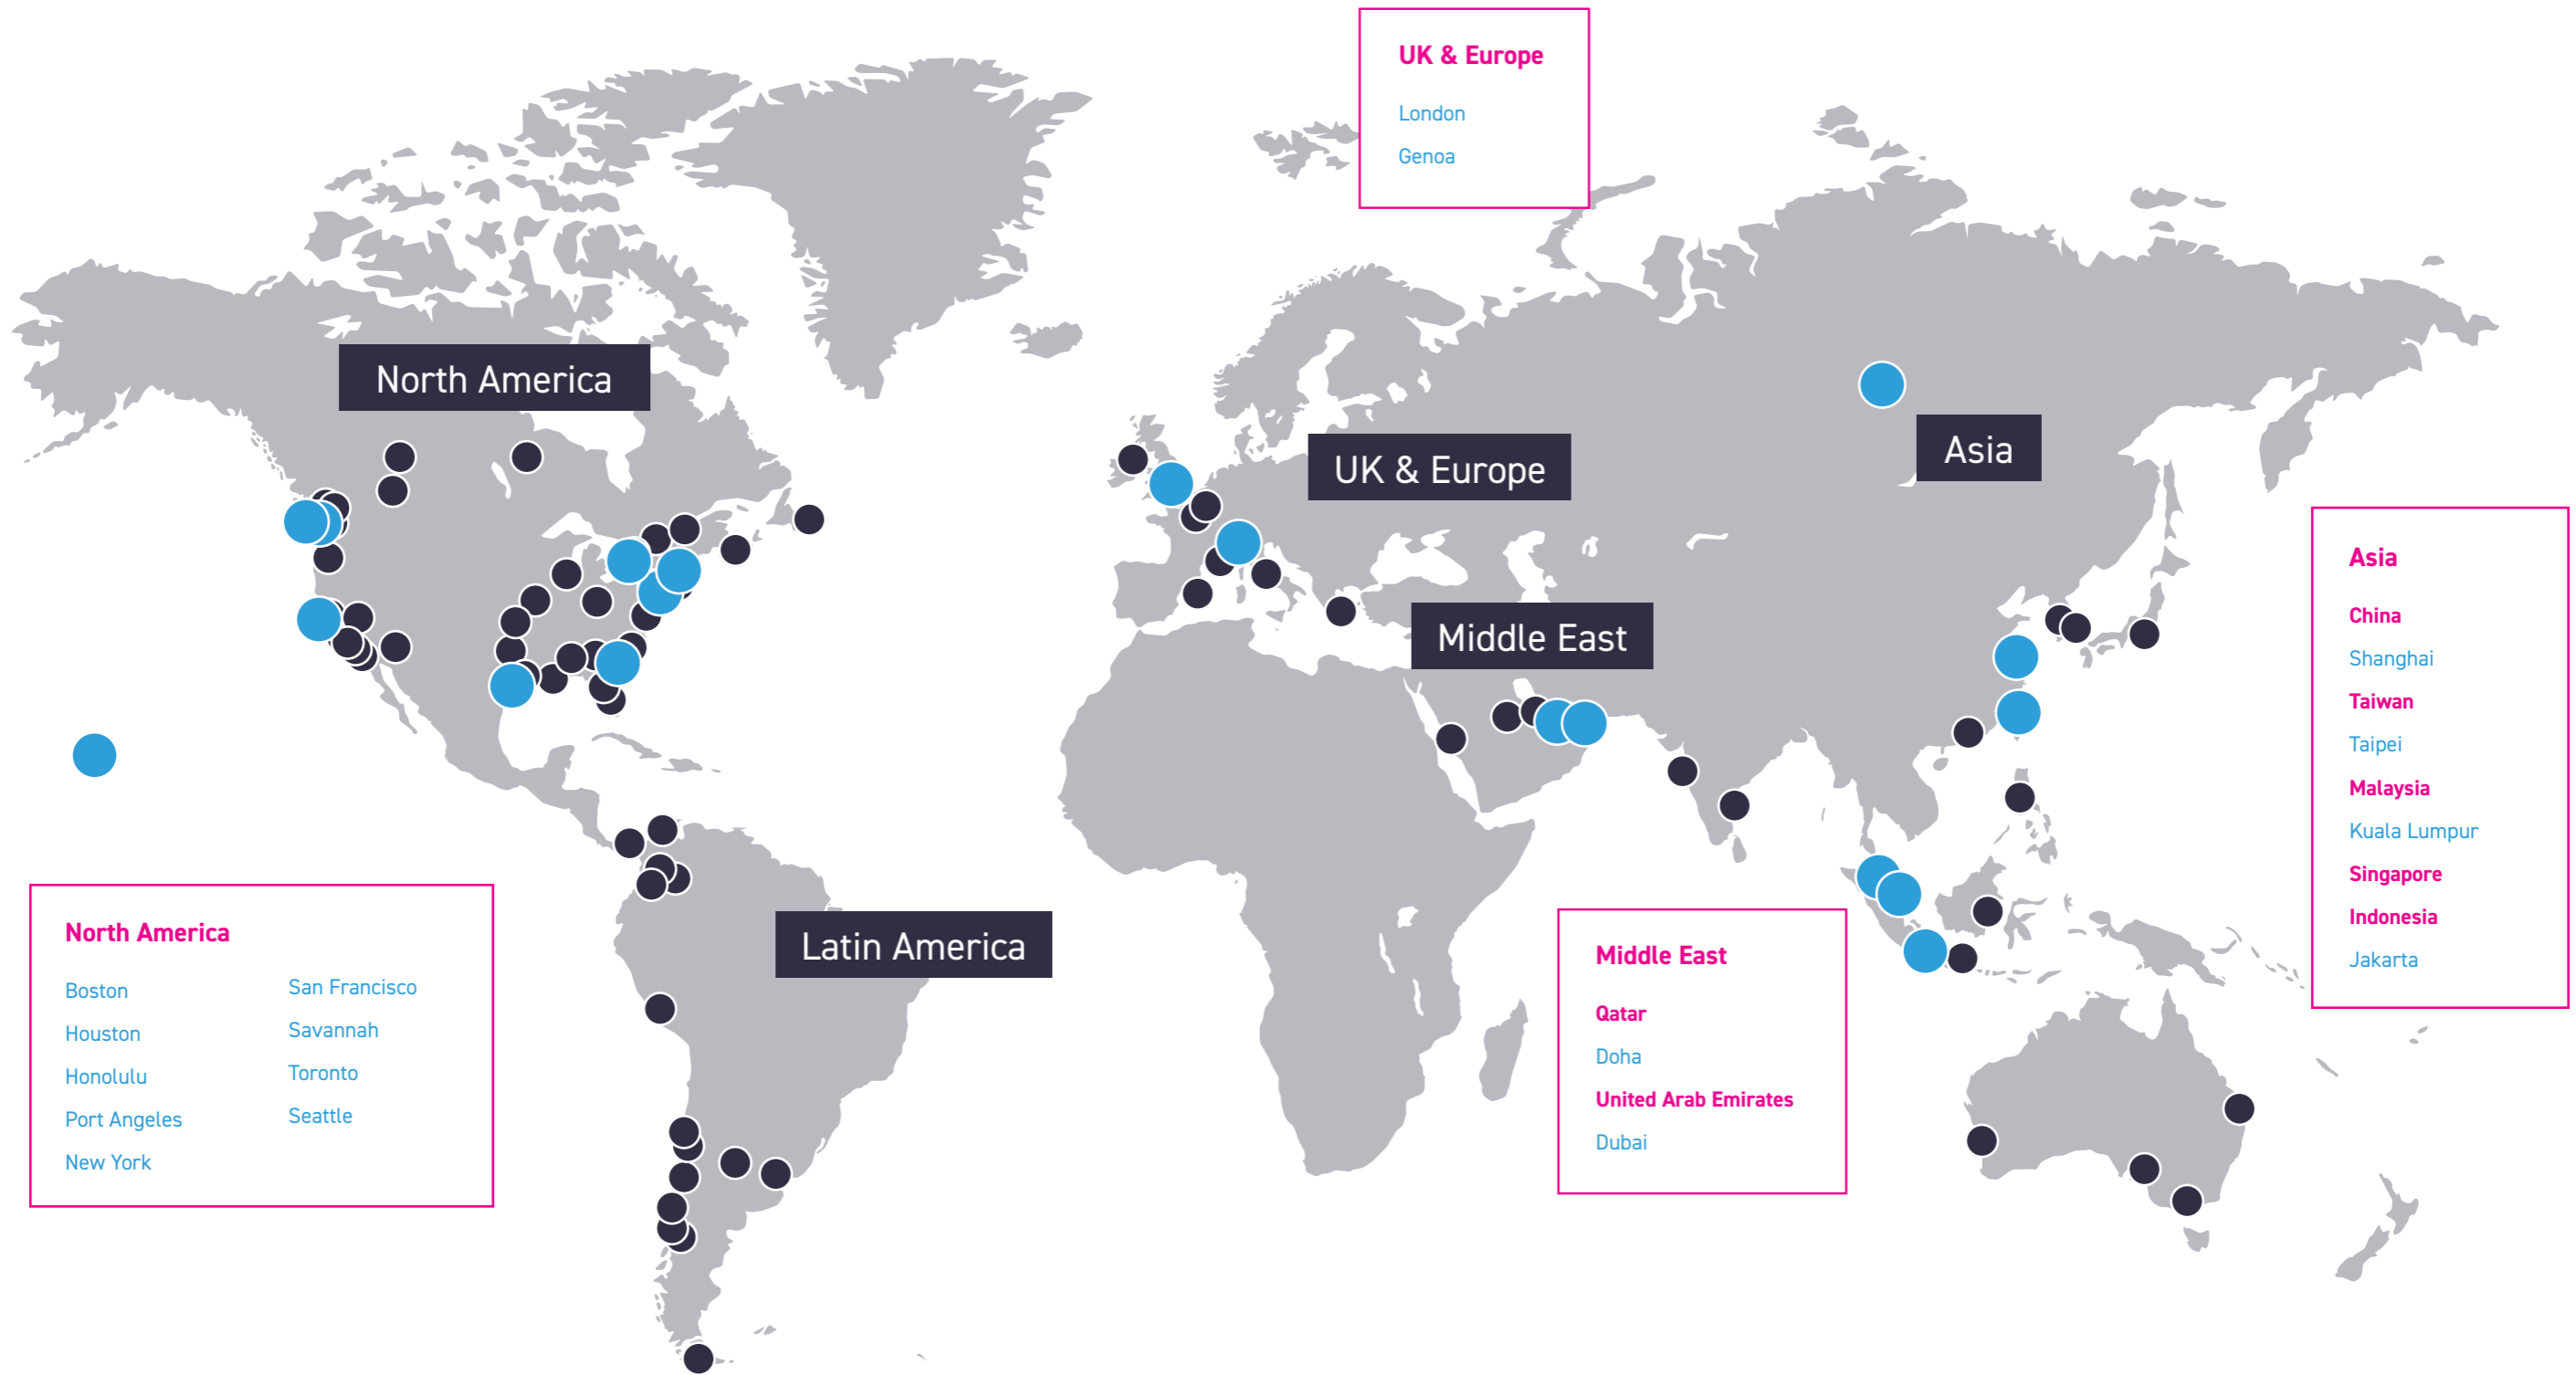 UK & Europe
London
Genoa
North America
UK & Europe
Asia
Middle East
Latin America
North America
Boston
Houston
Honolulu
Port Angeles
New York
San Francisco
Savannah
Toronto
Seattle
Middle East
Qatar
Doha
United Arab Emirates
Dubai
Asia
China
Shanghai
Taiwan
Taipei
Malaysia
Kuala Lumpur
Singapore
Indonesia
Jakarta